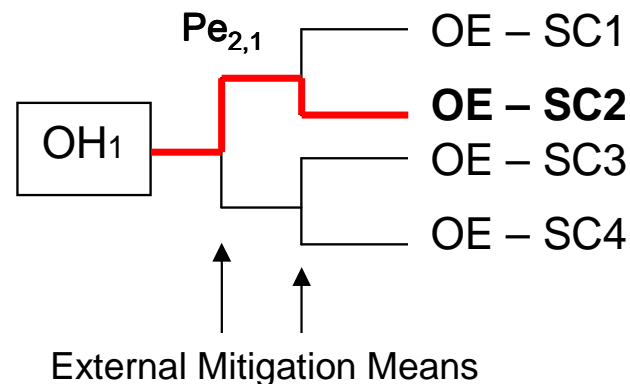 Pe2,1
OE – SC1
OE – SC2
OH1
OE – SC3
OE – SC4
External Mitigation Means